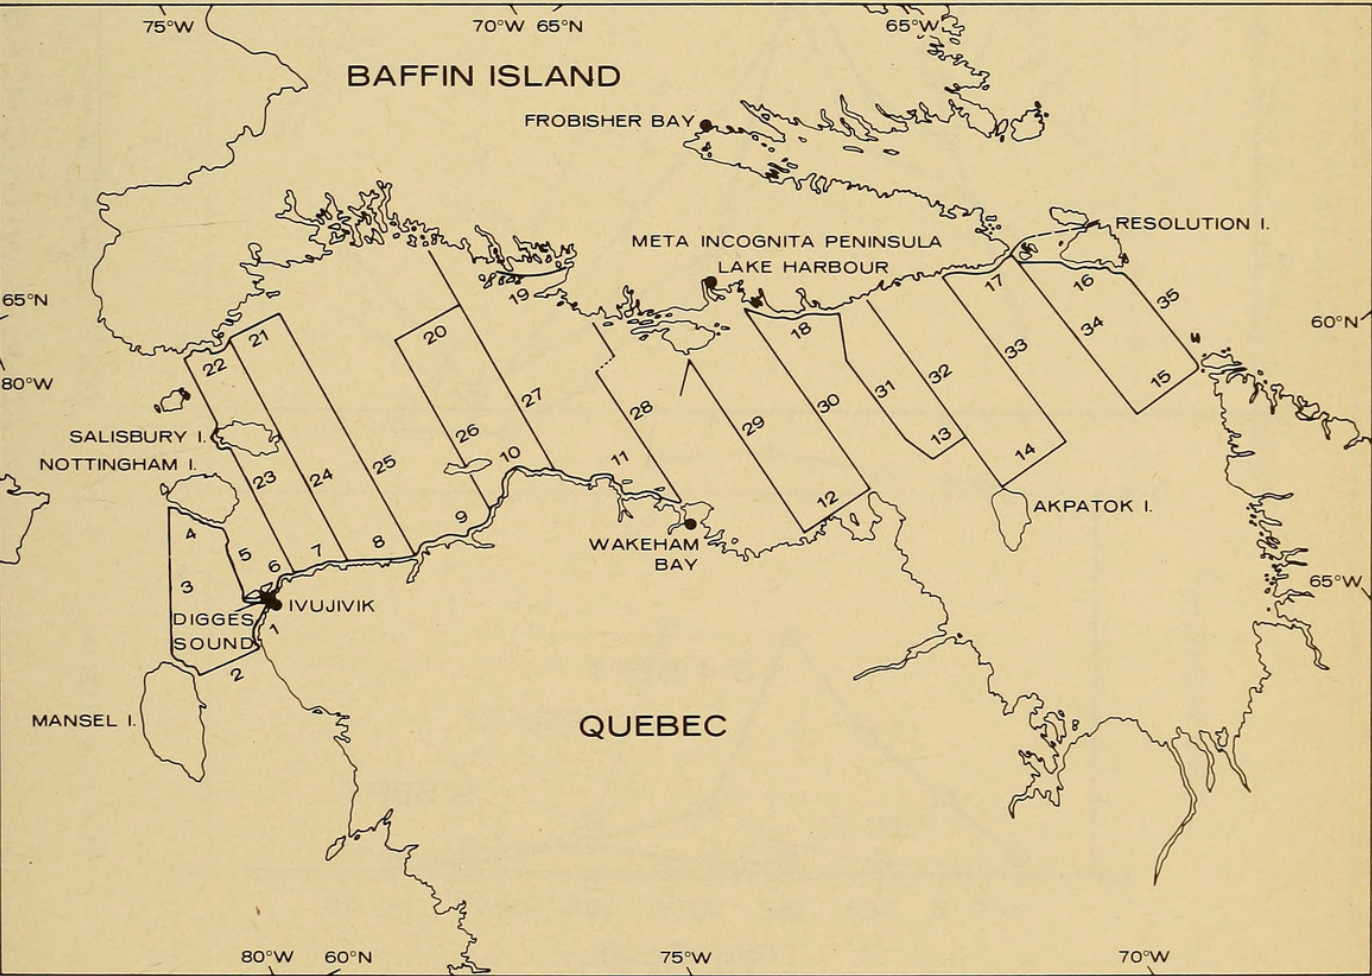 75°W
70°W 65°N
65°W
BAFFIN ISLAND
FROBISHER BAY
RESOLUTION I.
META INCOGNITA PENINSULA
LAKE HARBOUR
65°N
60°N
80°W
17
16
35
19
18
34
20
21
22
33
32
31
15
27
28
30
29
SALISBURY I.
NOTTINGHAM I.
26
10
11
13
14
25
24
23
12
AKPATOK I.
9
8
7
4
5
6
3
WAKEHAM
BAY
65°W
IVUJIVIK
DIGGES
SOUND
1
2
MANSEL I.
QUEBEC
80°W 60°N
75°W
70°W